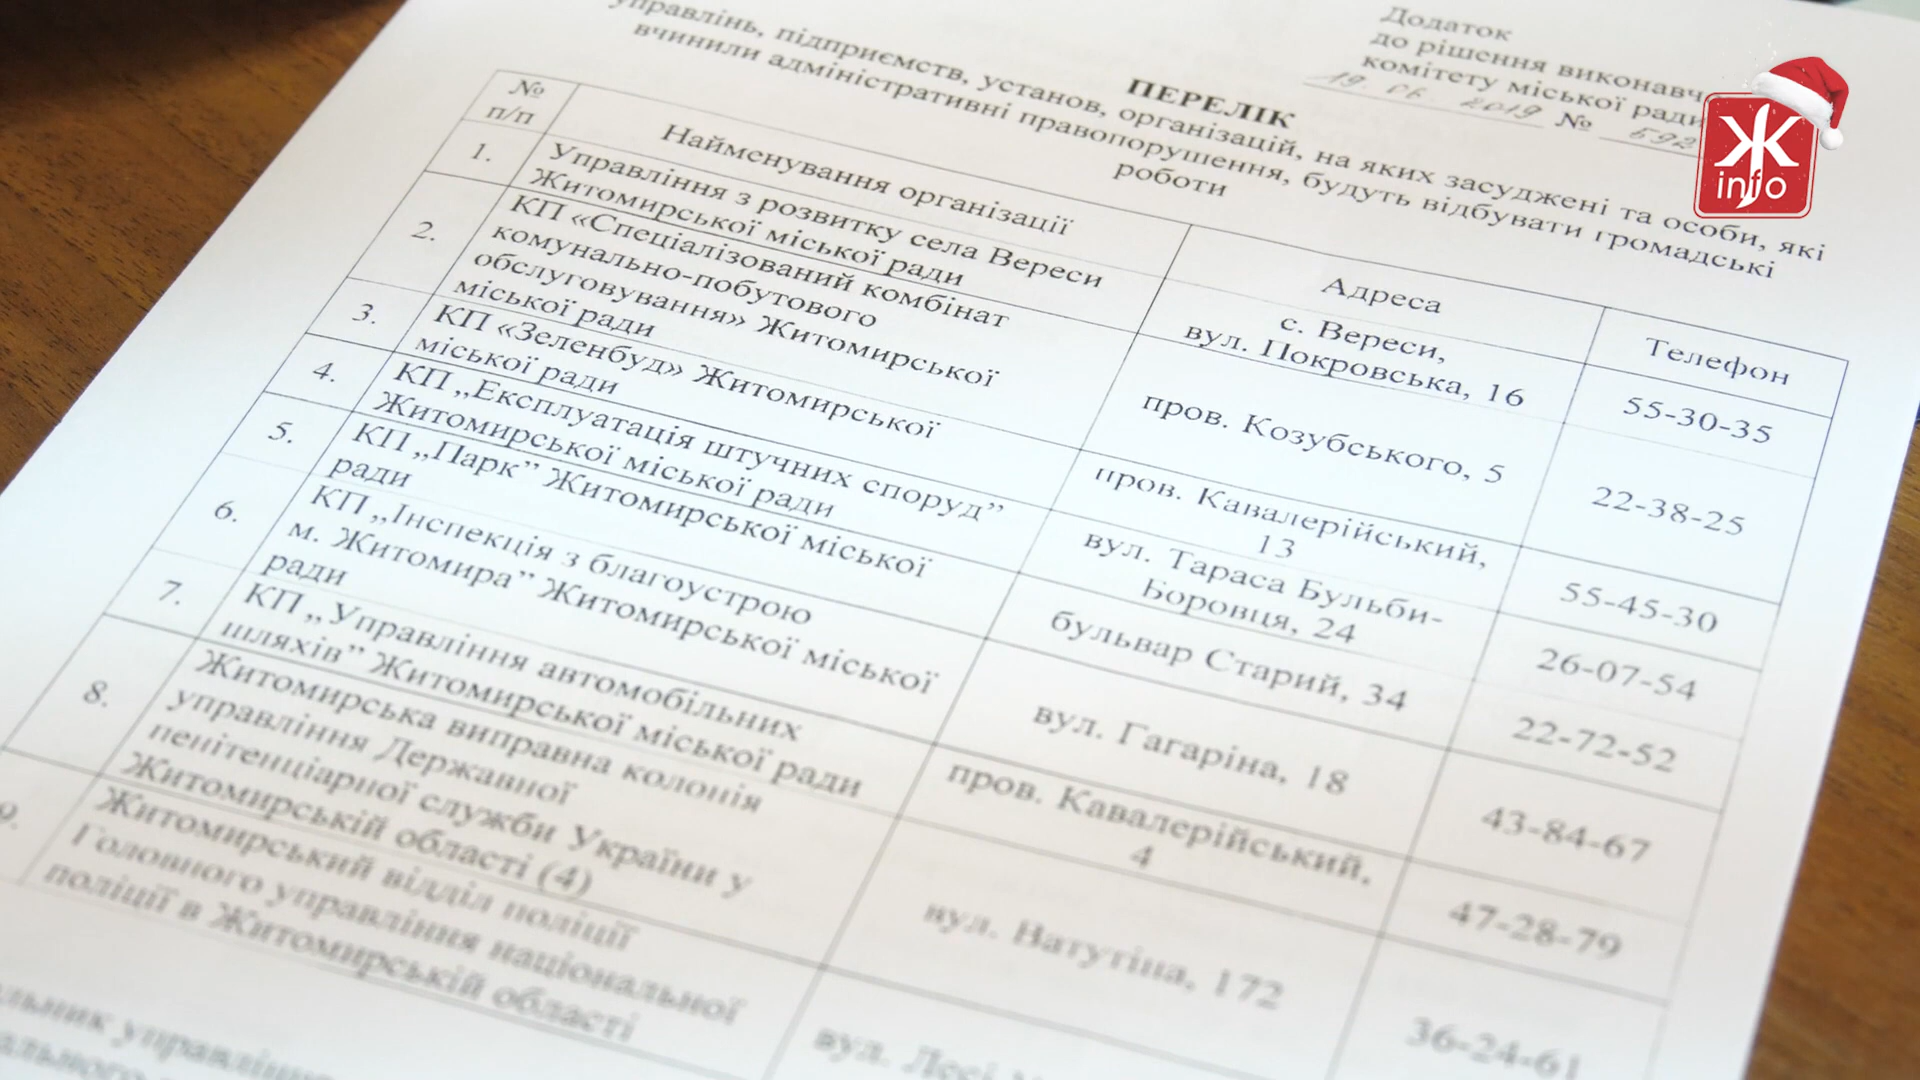 Додаток
до рішення виконавч
комітету міської ради
19. 06. 2019 № 592
ПЕРЕЛІК
управлінь, підприємств, установ, організацій, на яких засуджені та особи, які
вчинили адміністративні правопорушення, будуть відбувати громадські
роботи
№
п/п
Найменування організації
Адреса
Телефон
1.
Управління з розвитку села Вереси
Житомирської міської ради
с. Вереси,
вул. Покровська, 16
55-30-35
2.
КП «Спеціалізований комбінат
комунально-побутового
обслуговування» Житомирської
міської ради
пров. Козубського, 5
22-38-25
3.
КП «Зеленбуд» Житомирської
міської ради
пров. Кавалерійський,
13
55-45-30
4.
КП „Експлуатація штучних споруд”
Житомирської міської ради
вул. Тараса Бульби-
Боровця, 24
26-07-54
5.
КП „Парк” Житомирської міської
ради
бульвар Старий, 34
22-72-52
6.
КП „Інспекція з благоустрою
м. Житомира” Житомирської міської
ради
вул. Гагаріна, 18
43-84-67
7.
КП „Управління автомобільних
шляхів” Житомирської міської ради
пров. Кавалерійський,
4
47-28-79
8.
Житомирська виправна колонія
управління Державної
пенітенціарної служби України у
Житомирській області (4)
вул. Ватутіна, 172
36-24-61
9.
Житомирський відділ поліції
Головного управління національної
поліції в Житомирській області
вул. Лесі
управління
Ж
info